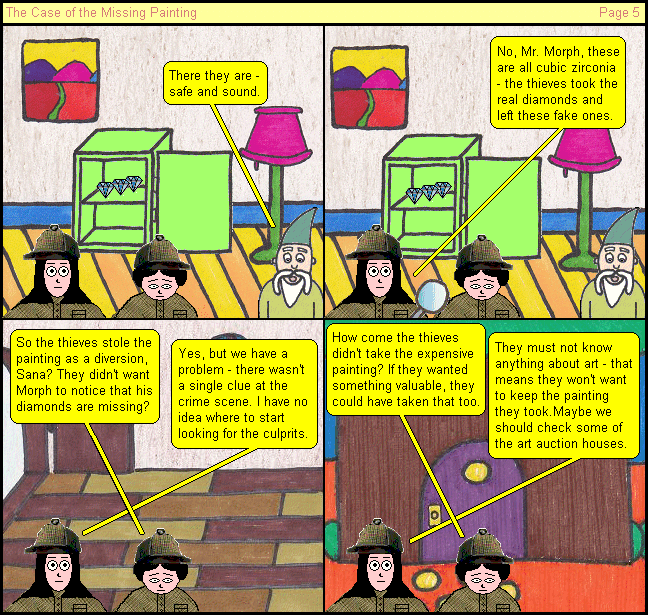 The Case of the Missing Painting
Page 5
There they are -
safe and sound.
No, Mr. Morph, these
are all cubic zirconia
- the thieves took the
real diamonds and
left these fake ones.
So the thieves stole the
painting as a diversion,
Sana? They didn't want
Morph to notice that his
diamonds are missing?
Yes, but we have a
problem - there wasn't
a single clue at the
crime scene. I have no
idea where to start
looking for the culprits.
How come the thieves
didn't take the expensive
painting? If they wanted
something valuable, they
could have taken that too.
They must not know
anything about art - that
means they won't want
to keep the painting
they took.Maybe we
should check some of
the art auction houses.